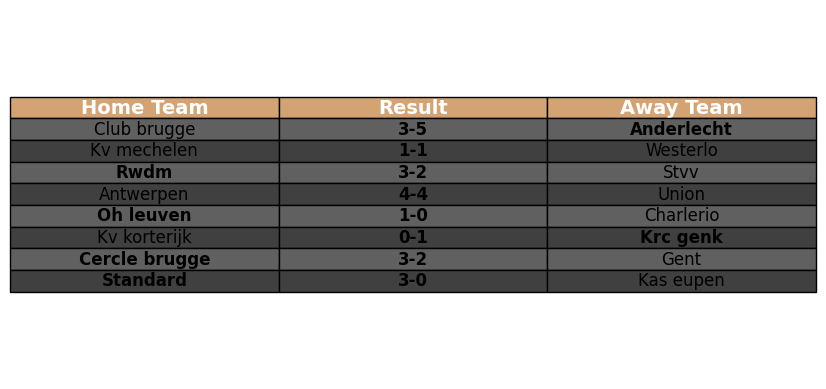 Home Team Result Away Team
Club brugge 3-5 Anderlecht
Kv mechelen 1-1 Westerlo
Rwdm 3-2 Stvv
Antwerpen 4-4 Union
Oh leuven 1-0 Charlerio
Kv korterijk 0-1 Krc genk
Cercle brugge 3-2 Gent
Standard 3-0 Kas eupen